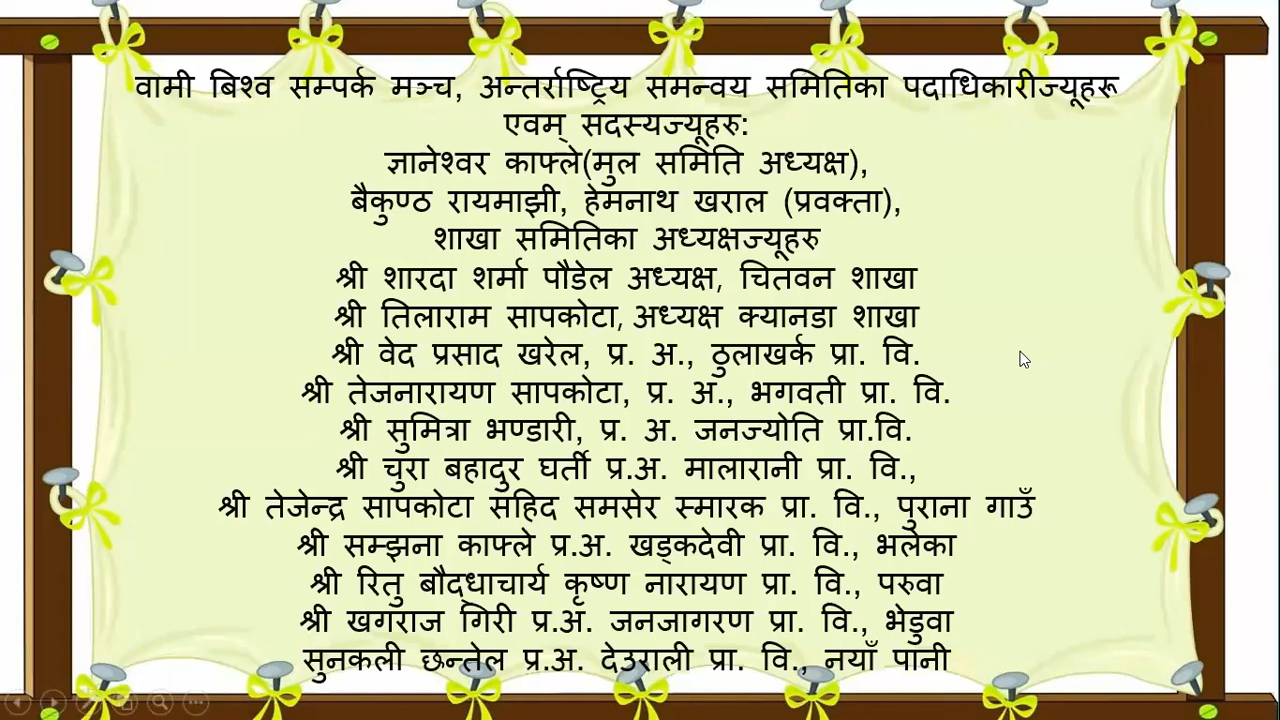 वामी बिश्व सम्पर्क मञ्च, अन्तर्राष्ट्रिय समन्वय समितिका पदाधिकारीज्यूहरू
एवम् सदस्यज्यूहरु:
ज्ञानेश्वर काफ्ले(मुल समिति अध्यक्ष),
बैकुण्ठ रायमाझी, हेमनाथ खराल (प्रवक्ता),
शाखा समितिका अध्यक्षज्यूहरु
श्री शारदा शर्मा पौडेल अध्यक्ष, चितवन शाखा
श्री तिलाराम सापकोटा, अध्यक्ष क्यानडा शाखा
श्री वेद प्रसाद खरेल, प्र. अ., ठुलाखर्क प्रा. वि.
श्री तेजनारायण सापकोटा, प्र. अ., भगवती प्रा. वि.
श्री सुमित्रा भण्डारी, प्र. अ. जनज्योति प्रा.वि.
श्री चुरा बहादुर घर्ती प्र.अ. मालारानी प्रा. वि.,
श्री तेजेन्द्र सापकोटा सहिद समसेर स्मारक प्रा. वि., पुराना गाउँ
श्री सम्झना काफ्ले प्र.अ. खड्कदेवी प्रा. वि., भलेका
श्री रितु बौद्धाचार्य कृष्ण नारायण प्रा. वि., परुवा
श्री खगराज गिरी प्र.अ. जनजागरण प्रा. वि., भेडुवा
सुनकली छन्तेल प्र.अ. देउराली प्रा. वि., नयाँ पानी